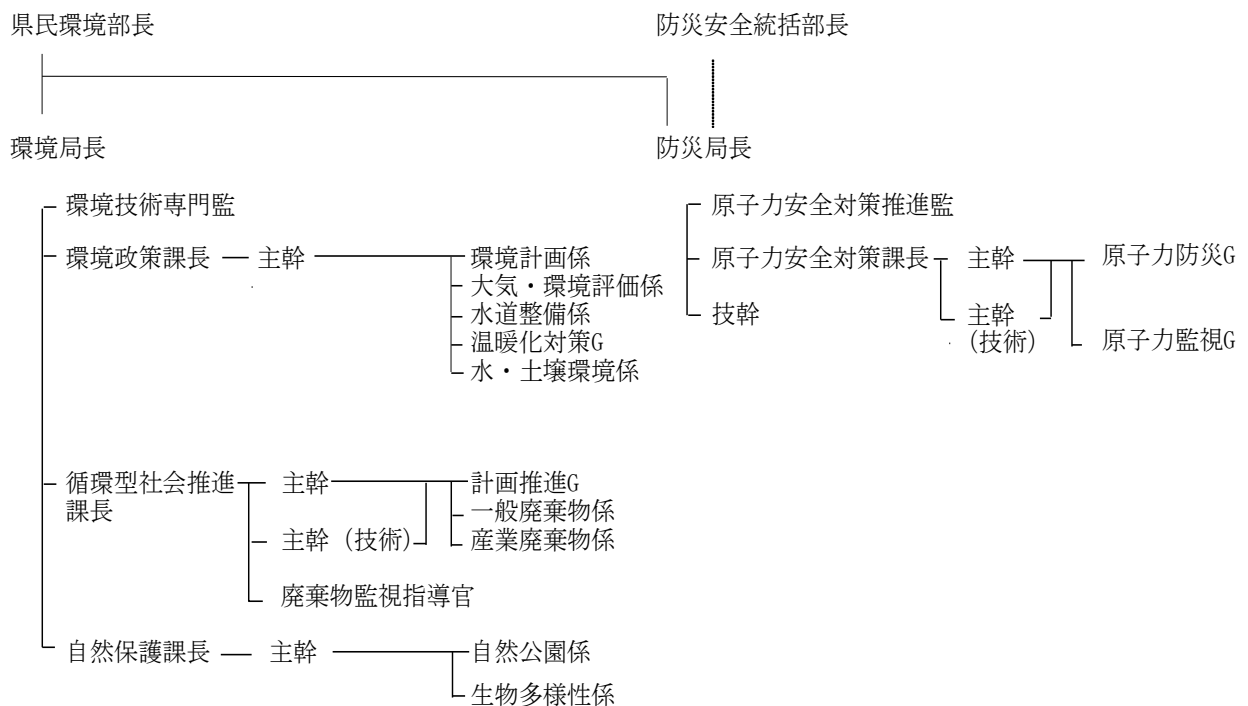 県民環境部長
防災安全統括部長
環境局長
防災局長
環境技術専門監
環境政策課長
主幹
環境計画係
大気・環境評価係
水道整備係
温暖化対策G
水・土壌環境係
循環型社会推進
課長
主幹
計画推進G
一般廃棄物係
主幹（技術）
産業廃棄物係
廃棄物監視指導官
自然保護課長
主幹
自然公園係
生物多様性係
原子力安全対策推進監
原子力安全対策課長
主幹
原子力防災G
技幹
主幹
(技術)
原子力監視G